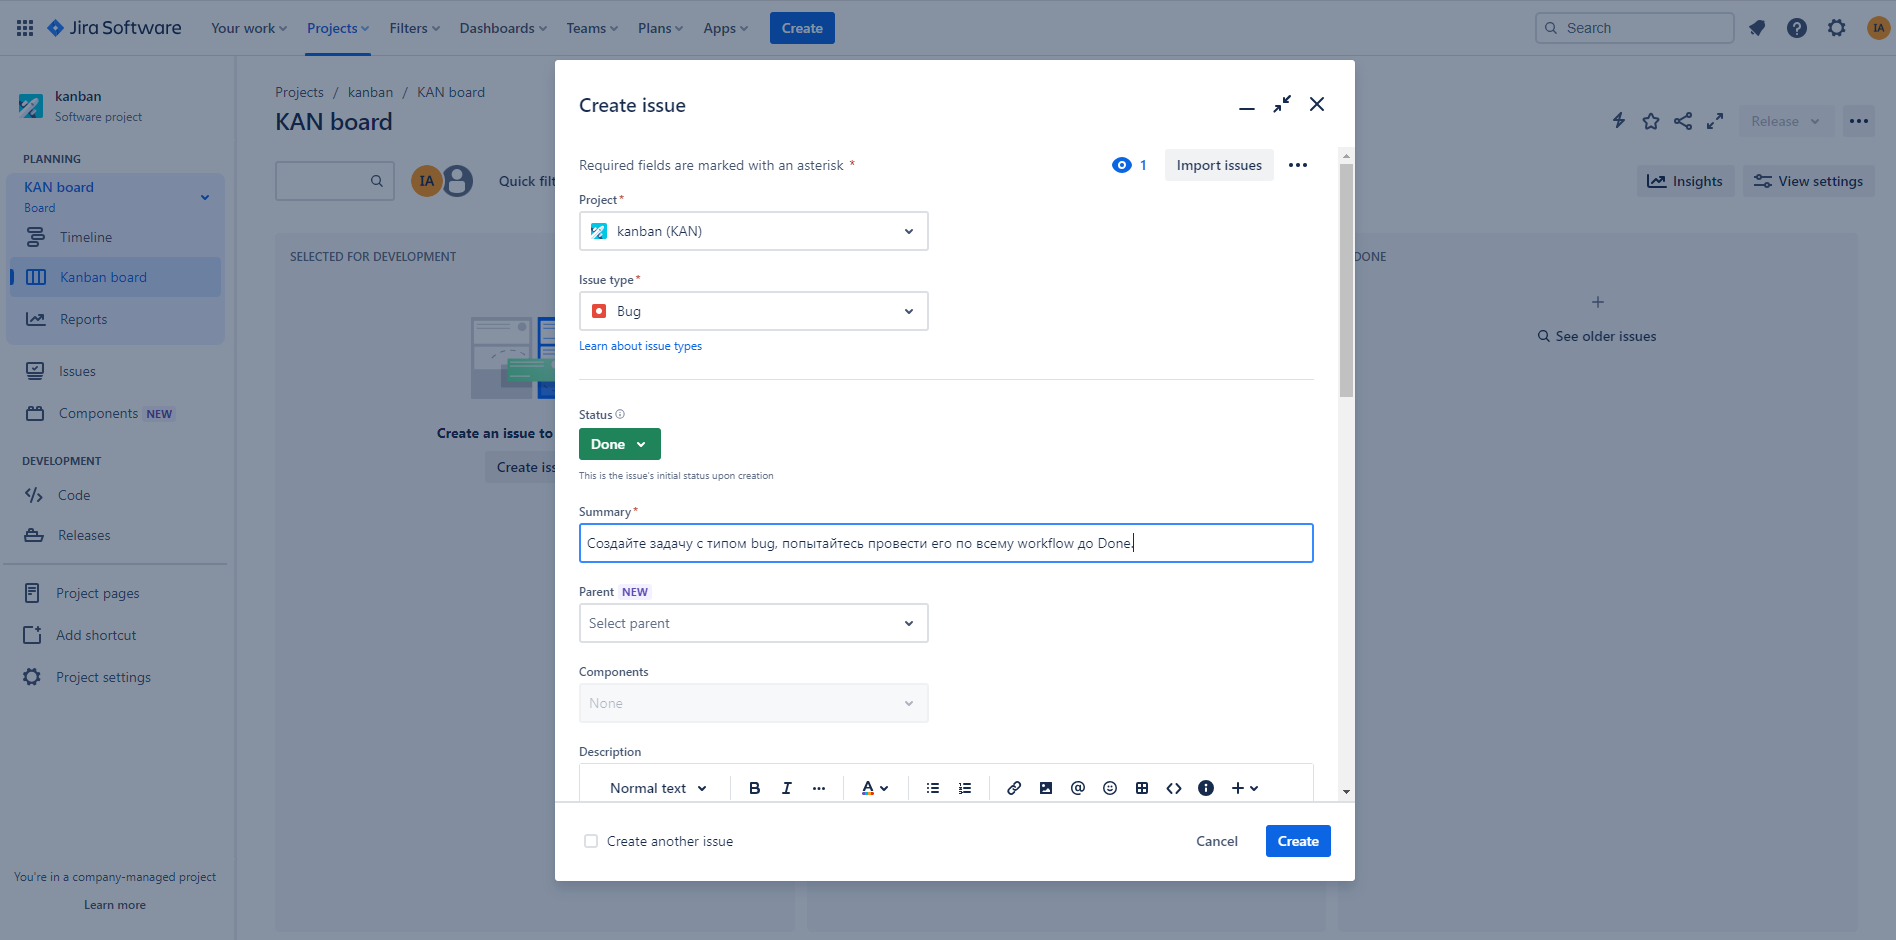 Jira Software
Your work
Projects
Filters
Dashboards
Teams
Plans
Apps
Create
Search
IA
kanban
Software project
PLANNING
KAN board
Board
Timeline
Kanban board
Reports
Issues
Components NEW
DEVELOPMENT
Code
Releases
Project pages
Add shortcut
Project settings
You're in a company-managed project
Learn more
Projects / kanban / KAN board
KAN board
Release
IA
Quick filt
Insights
View settings
SELECTED FOR DEVELOPMENT
Create an issue to
Create iss
DONE
See older issues
Create issue
Required fields are marked with an asterisk *
1
Import issues
Project*
kanban (KAN)
Issue type*
Bug
Learn about issue types
Status
Done
This is the issue's initial status upon creation
Summary*
Создайте задачу с типом bug, попытайтесь провести его по всему workflow до Done.
Parent NEW
Select parent
Components
None
Description
Normal text
B I A
Create another issue
Cancel
Create